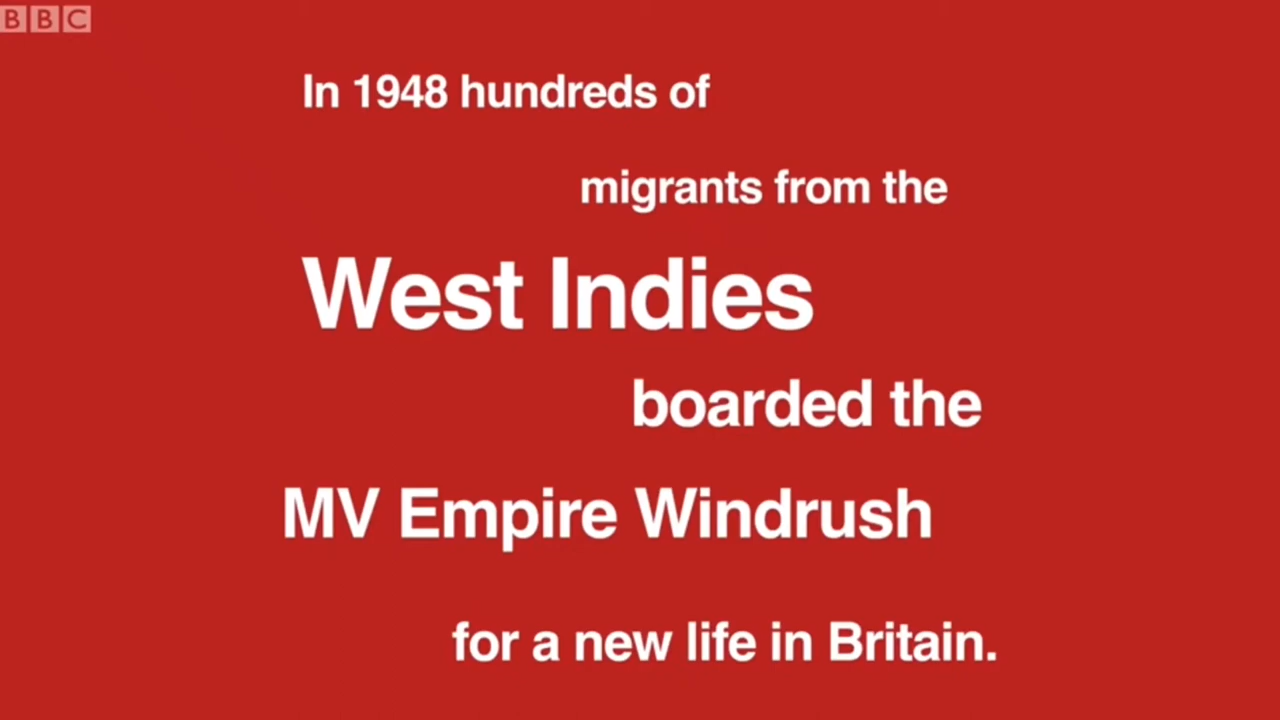 BBC
In 1948 hundreds of
migrants from the
West Indies
boarded the
MV Empire Windrush
for a new life in Britain.